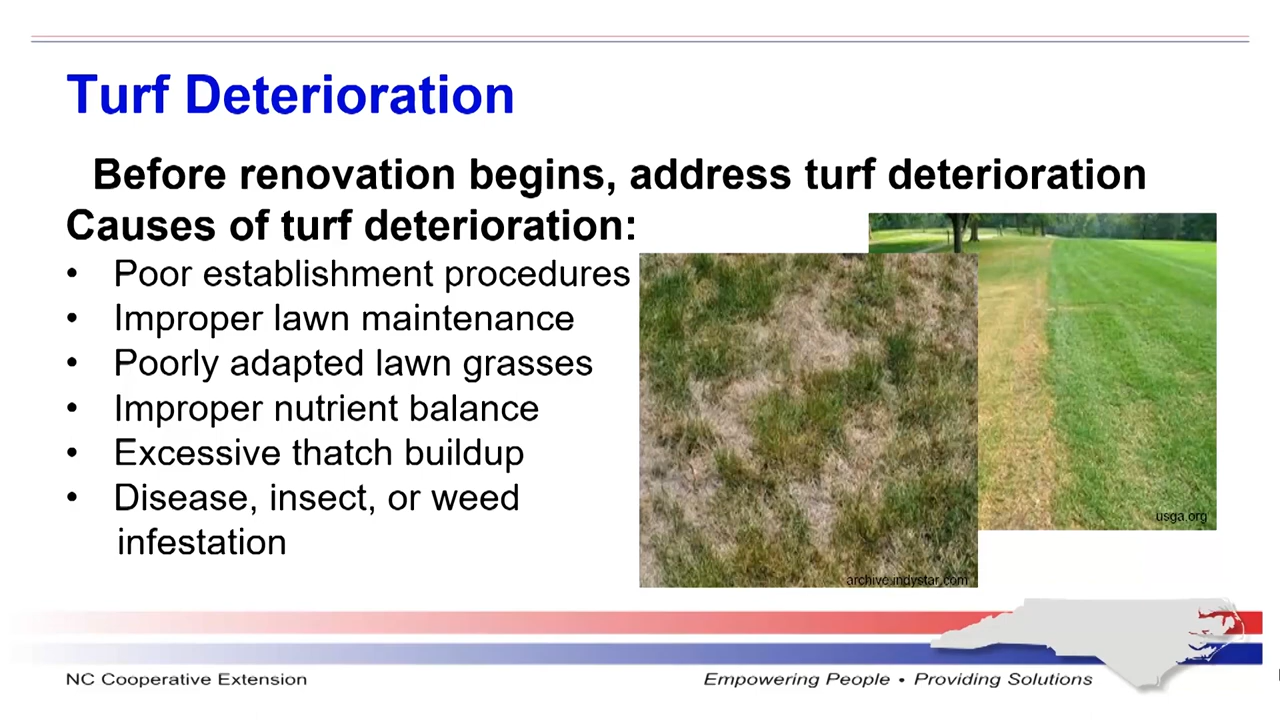 Turf Deterioration
Before renovation begins, address turf deterioration
Causes of turf deterioration:
• Poor establishment procedures
• Improper lawn maintenance
• Poorly adapted lawn grasses
• Improper nutrient balance
• Excessive thatch buildup
• Disease, insect, or weed
infestation
usga.org
archive.indystar.com
NC Cooperative Extension
Empowering People • Providing Solutions